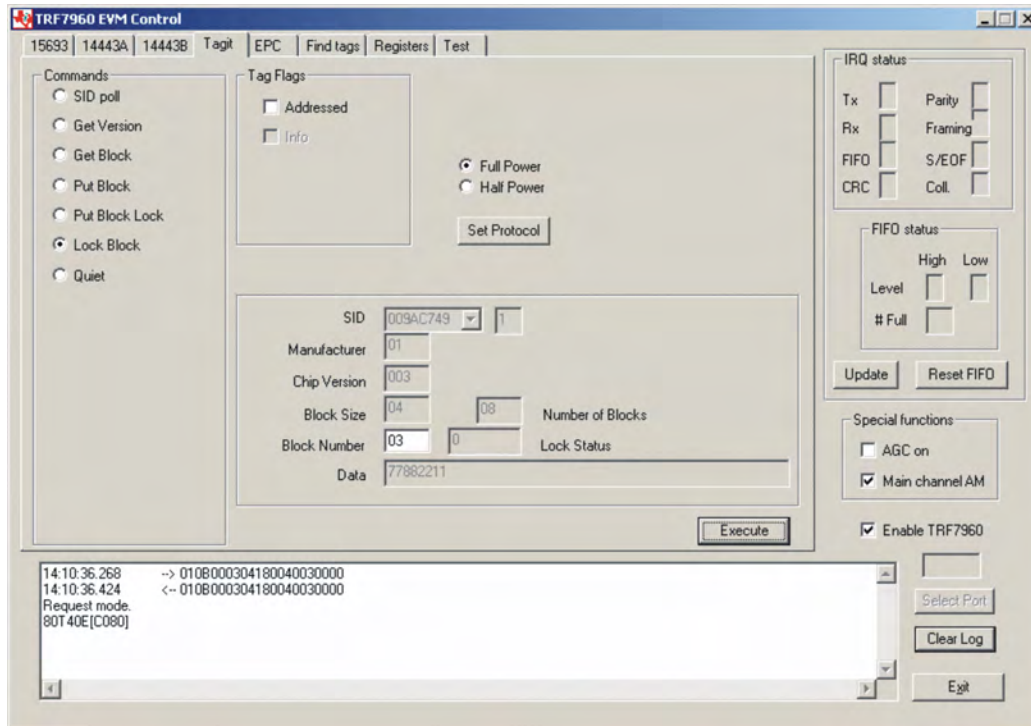 TRF7960 EVM Control
15693 14443A 14443B Tagit EPC Find tags Registers Test
Commands
SID poll
Get Version
Get Block
Put Block
Put Block Lock
Lock Block
Quiet
Tag Flags
Addressed
Info
Full Power
Half Power
Set Protocol
SID 009AC749 1
Manufacturer 01
Chip Version 003
Block Size 04 08 Number of Blocks
Block Number 03 0 Lock Status
Data 77882211
Execute
IRQ status
Tx Parity
Rx Framing
FIFO S/EOF
CRC Coll.
FIFO status
High Low
Level
# Full
Update Reset FIFO
Special functions
AGC on
Main channel AM
Enable TRF7960
Select Port
Clear Log
Exit
14:10:36.268 --> 010B000304180040030000
14:10:36.424 <-- 010B000304180040030000
Request mode.
80T40E[C080]